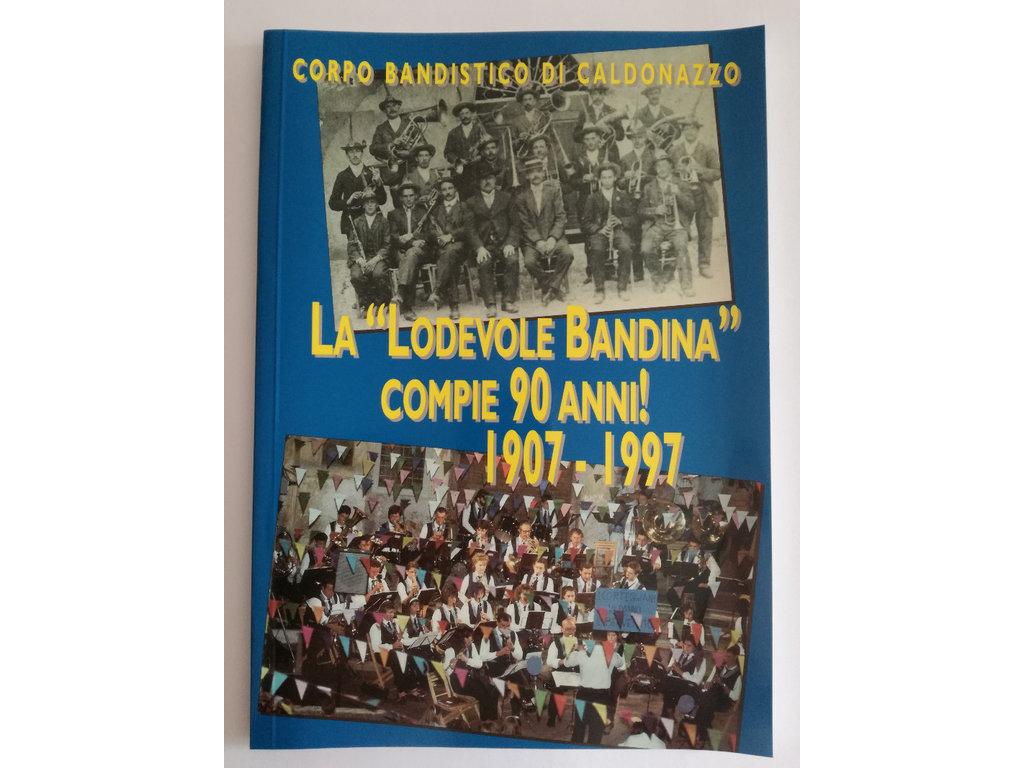 CORPO BANDISTICO DI CALDONAZZO
LA “LODEVOLE BANDINA”
COMPIE 90 ANNI!
1907 - 1997